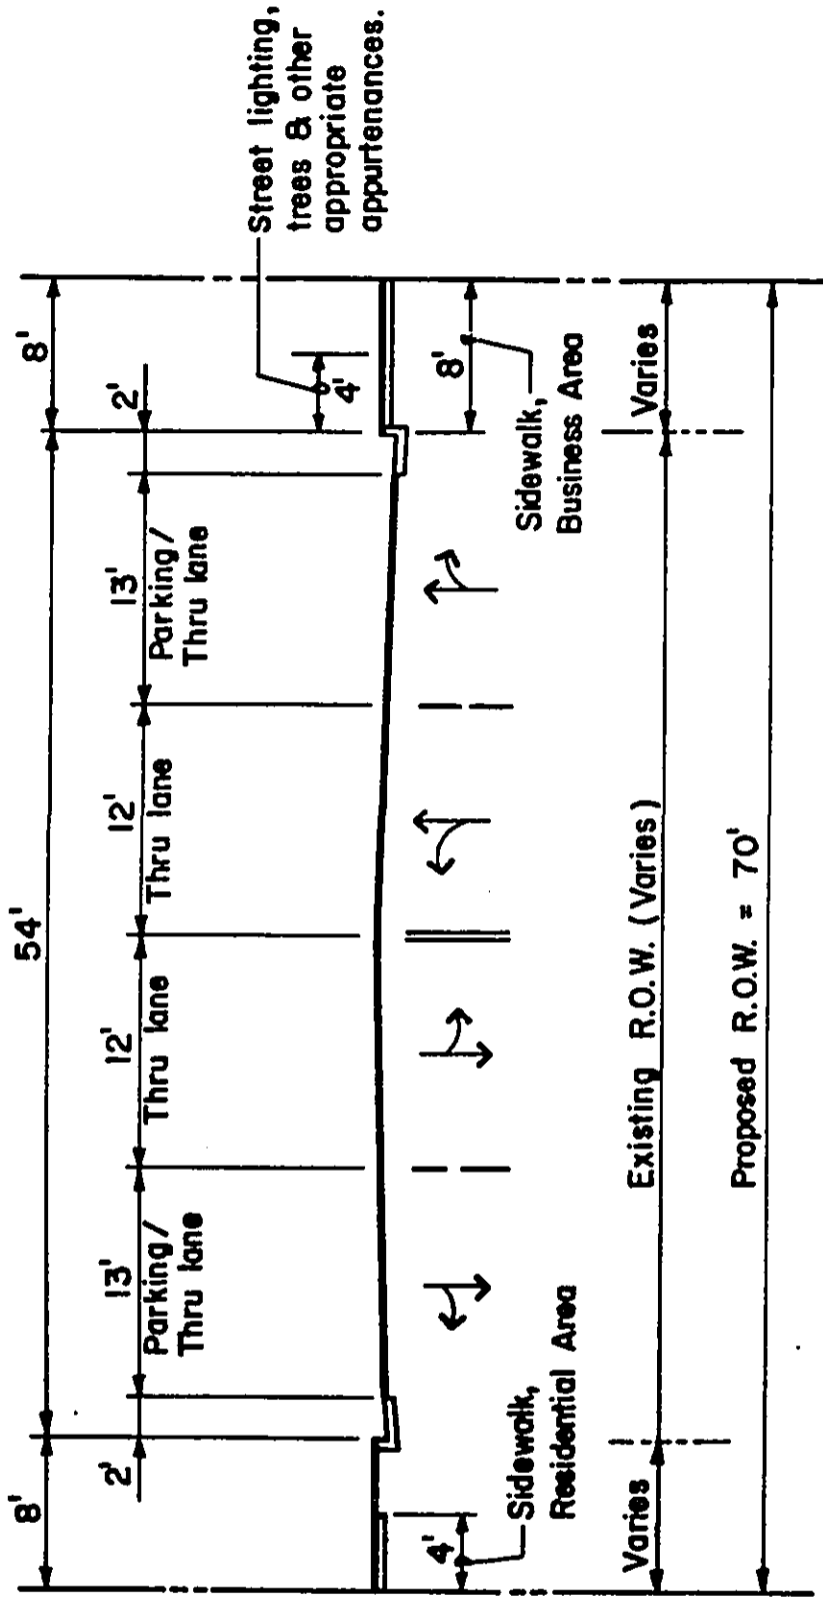 8'
54'
8'
2'
13'
Parking/
Thru lane
12'
Thru lane
12'
Thru lane
13'
Parking/
Thru lane
2'
Street lighting,
trees & other
appropriate
appurtenances.
4'
4'
Sidewalk,
Residential Area
8'
Sidewalk,
Business Area
Varies
Existing R.O.W. (Varies)
Varies
Proposed R.O.W. = 70'